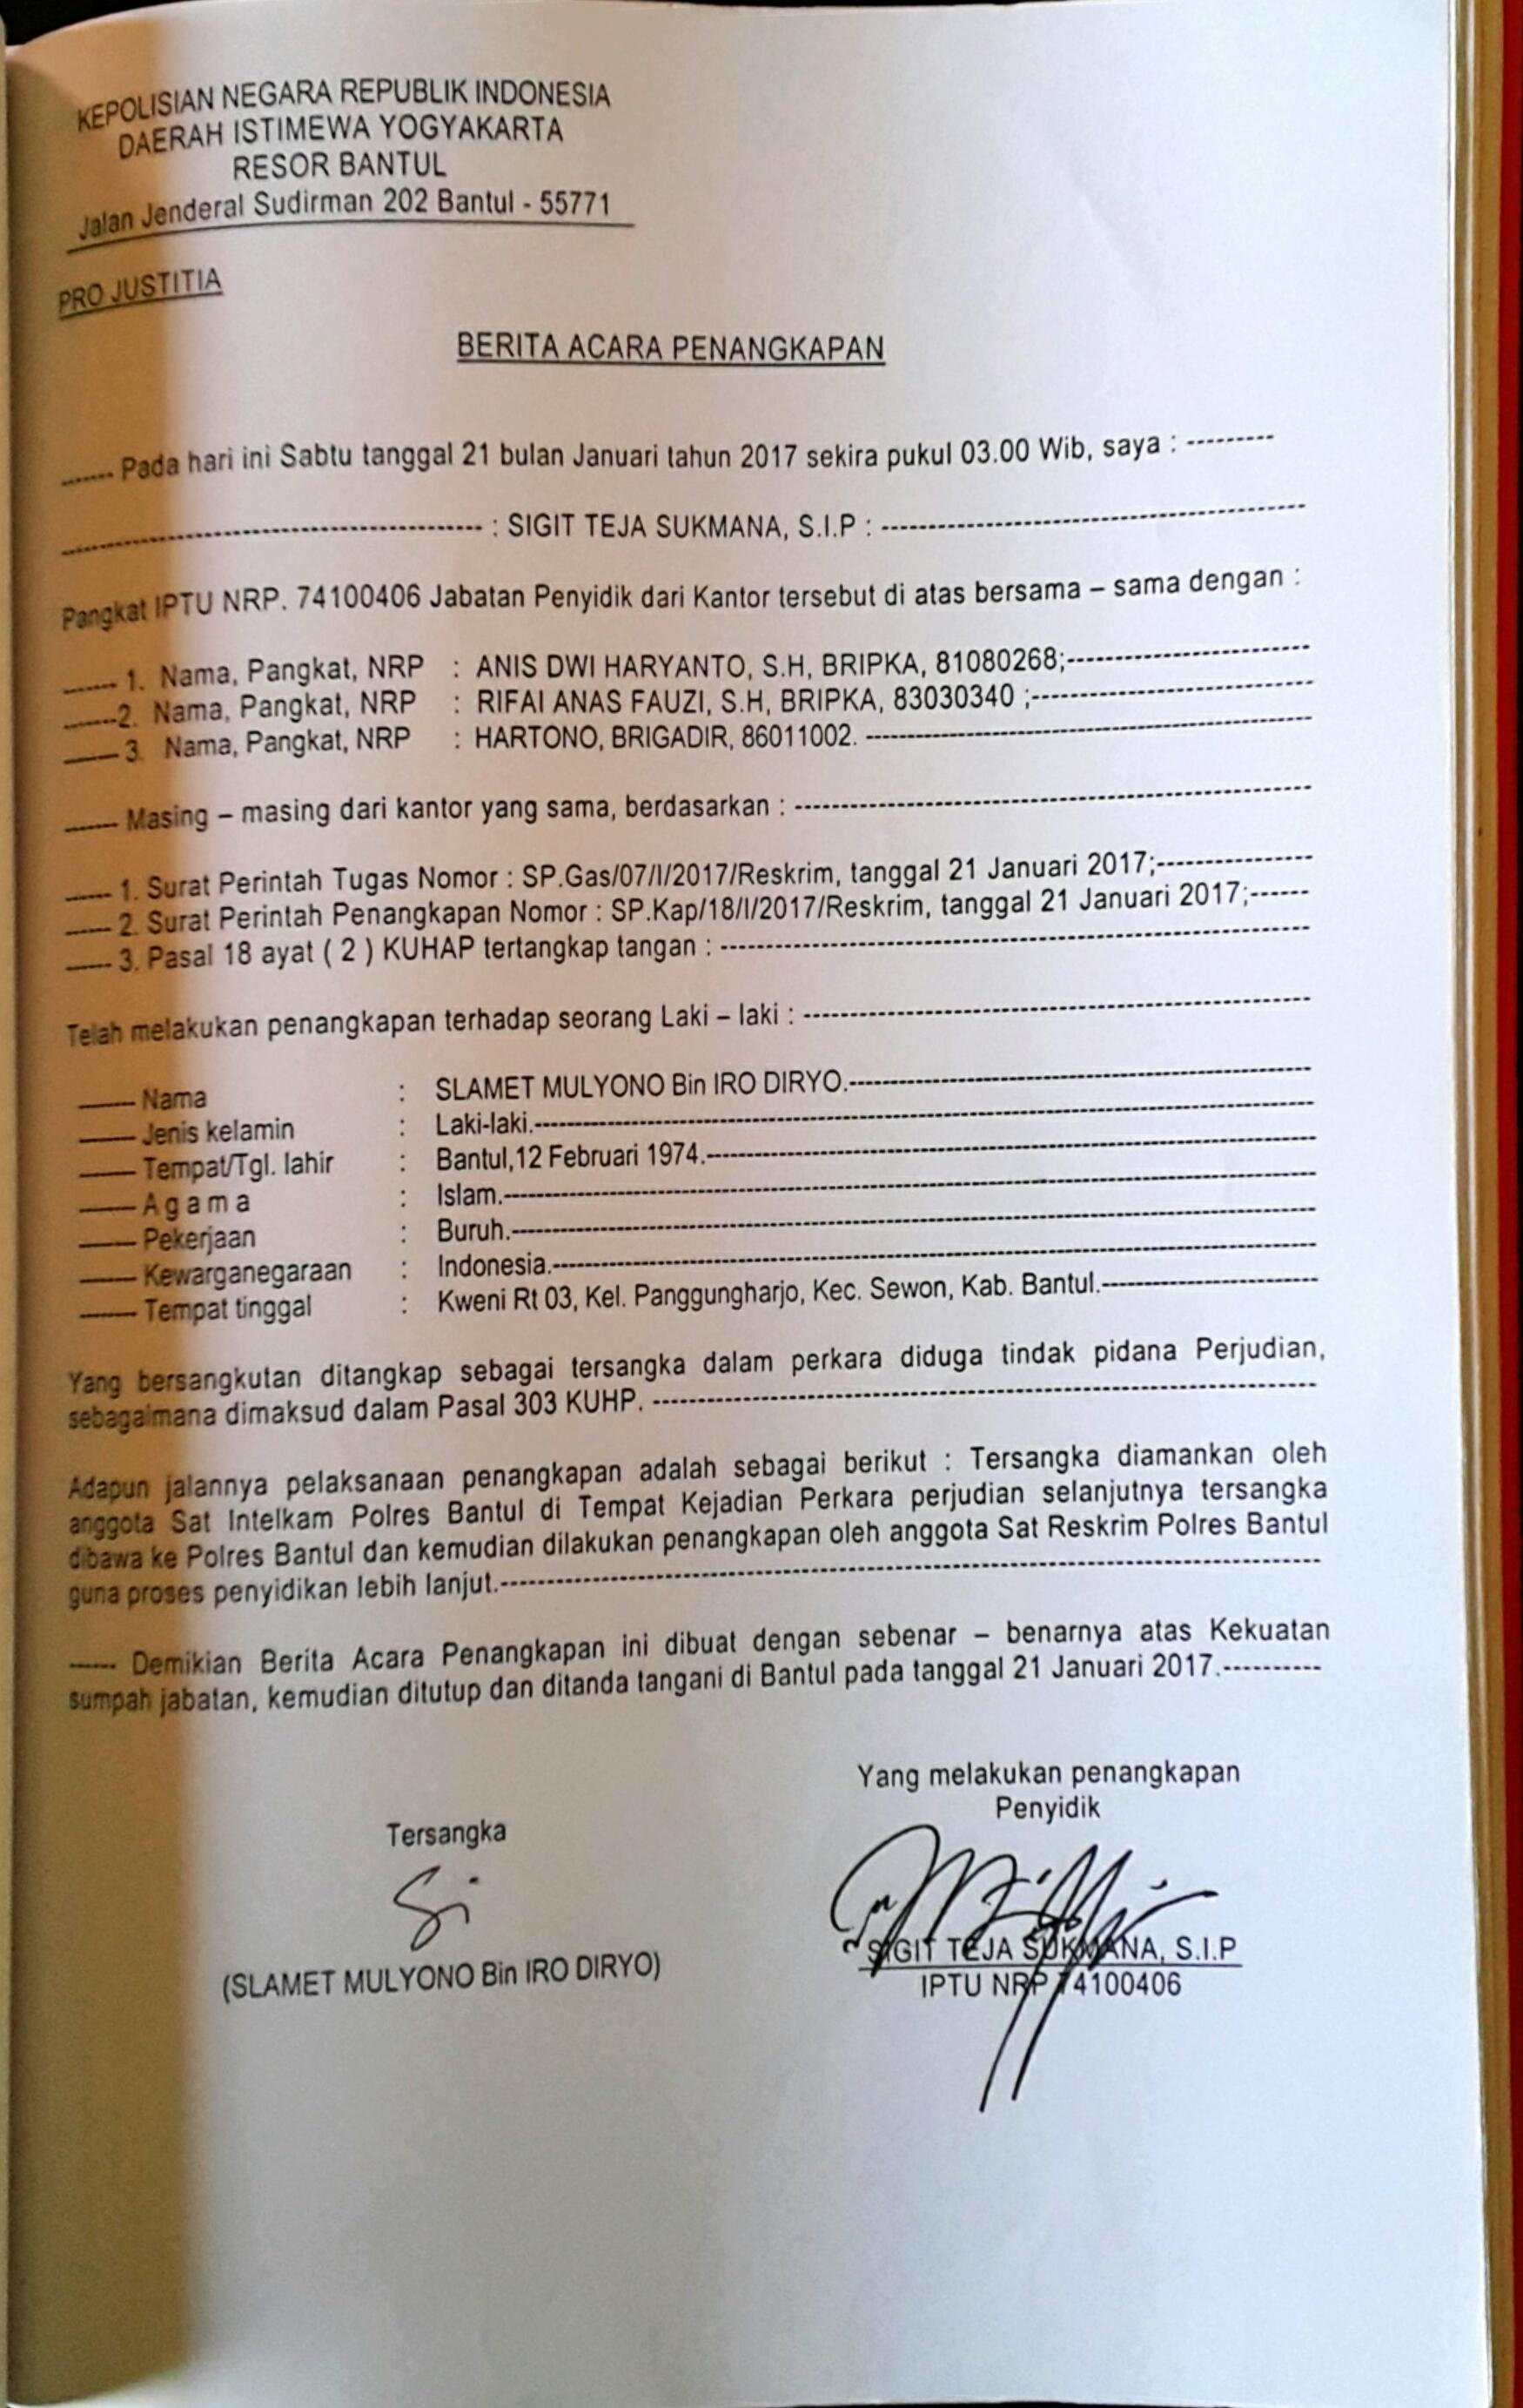 KEPOLISIAN NEGARA REPUBLIK INDONESIA
DAERAH ISTIMEWA YOGYAKARTA
RESOR BANTUL
Jalan Jenderal Sudirman 202 Bantul - 55771
PRO JUSTITIA
BERITA ACARA PENANGKAPAN
------- Pada hari ini Sabtu tanggal 21 bulan Januari tahun 2017 sekira pukul 03.00 Wib, saya : ---------
--------------------------------------------- : SIGIT TEJA SUKMANA, S.I.P : ---------------------------------------------
Pangkat IPTU NRP. 74100406 Jabatan Penyidik dari Kantor tersebut di atas bersama – sama dengan :
------- 1. Nama, Pangkat, NRP : ANIS DWI HARYANTO, S.H, BRIPKA, 81080268;--------------------------
-------2. Nama, Pangkat, NRP : RIFAI ANAS FAUZI, S.H, BRIPKA, 83030340 ;------------------------------
------- 3. Nama, Pangkat, NRP : HARTONO, BRIGADIR, 86011002. ------------------------------------------------
------- Masing – masing dari kantor yang sama, berdasarkan : --------------------------------------------------------
------ 1. Surat Perintah Tugas Nomor : SP.Gas/07/I/2017/Reskrim, tanggal 21 Januari 2017;-----------------
------ 2. Surat Perintah Penangkapan Nomor : SP.Kap/18/I/2017/Reskrim, tanggal 21 Januari 2017;------
------ 3. Pasal 18 ayat ( 2 ) KUHAP tertangkap tangan : ----------------------------------------------------------------
Telah melakukan penangkapan terhadap seorang Laki – laki : -------------------------------------------------------
------- Nama : SLAMET MULYONO Bin IRO DIRYO.--------------------------------------------------
------- Jenis kelamin : Laki-laki.------------------------------------------------------------------------------------
------- Tempat/Tgl. lahir : Bantul,12 Februari 1974.-----------------------------------------------------------------
------- A g a m a : Islam.----------------------------------------------------------------------------------------
------- Pekerjaan : Buruh.---------------------------------------------------------------------------------------
------- Kewarganegaraan : Indonesia.----------------------------------------------------------------------------------
------- Tempat tinggal : Kweni Rt 03, Kel. Panggungharjo, Kec. Sewon, Kab. Bantul.-----------------------
Yang bersangkutan ditangkap sebagai tersangka dalam perkara diduga tindak pidana Perjudian,
sebagaimana dimaksud dalam Pasal 303 KUHP. -----------------------------------------------------------------------
Adapun jalannya pelaksanaan penangkapan adalah sebagai berikut : Tersangka diamankan oleh
anggota Sat Intelkam Polres Bantul di Tempat Kejadian Perkara perjudian selanjutnya tersangka
dibawa ke Polres Bantul dan kemudian dilakukan penangkapan oleh anggota Sat Reskrim Polres Bantul
guna proses penyidikan lebih lanjut.-----------------------------------------------------------------------------------------
------ Demikian Berita Acara Penangkapan ini dibuat dengan sebenar – benarnya atas Kekuatan
sumpah jabatan, kemudian ditutup dan ditanda tangani di Bantul pada tanggal 21 Januari 2017.----------
Yang melakukan penangkapan
Penyidik
Tersangka
SIGIT TEJA SUKMANA, S.I.P
IPTU NRP 74100406
(SLAMET MULYONO Bin IRO DIRYO)